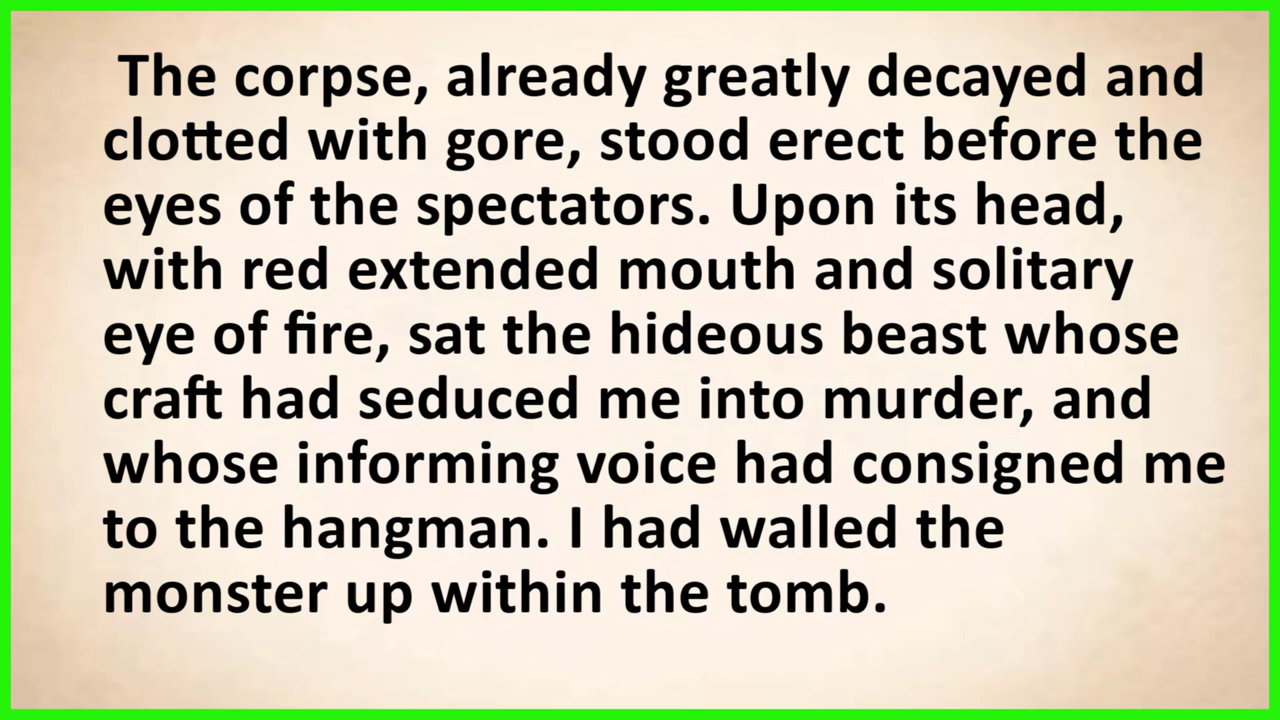 The corpse, already greatly decayed and
clotted with gore, stood erect before the
eyes of the spectators. Upon its head,
with red extended mouth and solitary
eye of fire, sat the hideous beast whose
craft had seduced me into murder, and
whose informing voice had consigned me
to the hangman. I had walled the
monster up within the tomb.